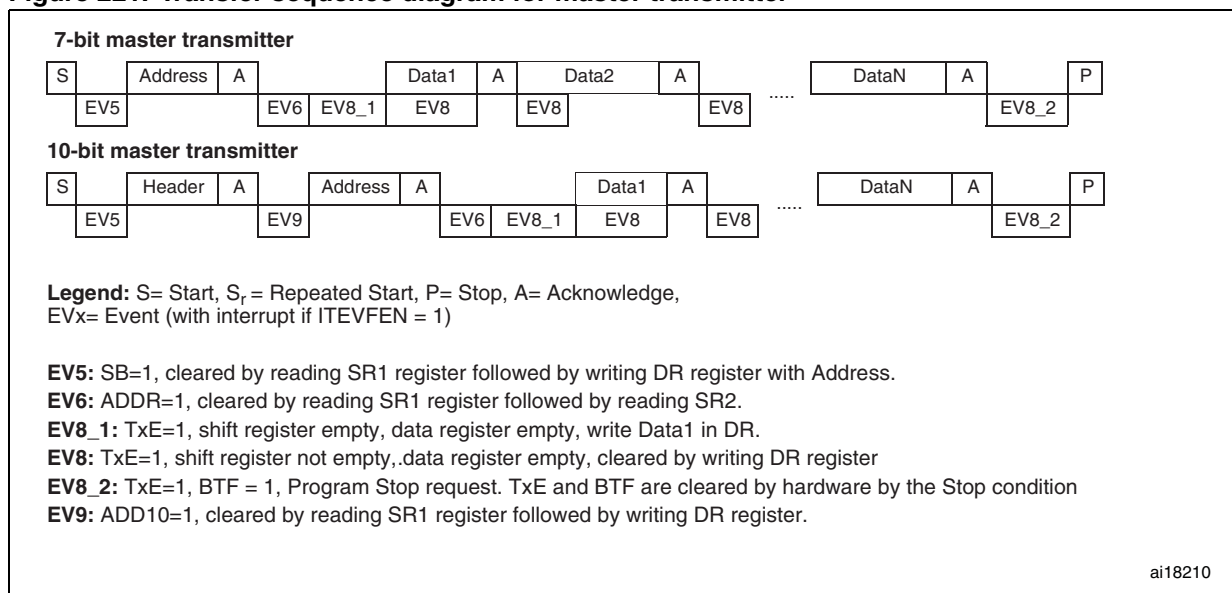 Figure 221. Transfer sequence diagram for master transmitter
7-bit master transmitter
S Address A Data1 A Data2 A ..... DataN A P
EV5 EV6 EV8_1 EV8 EV8 EV8 EV8_2
10-bit master transmitter
S Header A Address A Data1 A ..... DataN A P
EV5 EV9 EV6 EV8_1 EV8 EV8 EV8_2
Legend: S= Start, Sr = Repeated Start, P= Stop, A= Acknowledge,
EVx= Event (with interrupt if ITEVFEN = 1)
EV5: SB=1, cleared by reading SR1 register followed by writing DR register with Address.
EV6: ADDR=1, cleared by reading SR1 register followed by reading SR2.
EV8_1: TxE=1, shift register empty, data register empty, write Data1 in DR.
EV8: TxE=1, shift register not empty,.data register empty, cleared by writing DR register
EV8_2: TxE=1, BTF = 1, Program Stop request. TxE and BTF are cleared by hardware by the Stop condition
EV9: ADD10=1, cleared by reading SR1 register followed by writing DR register.
ai18210